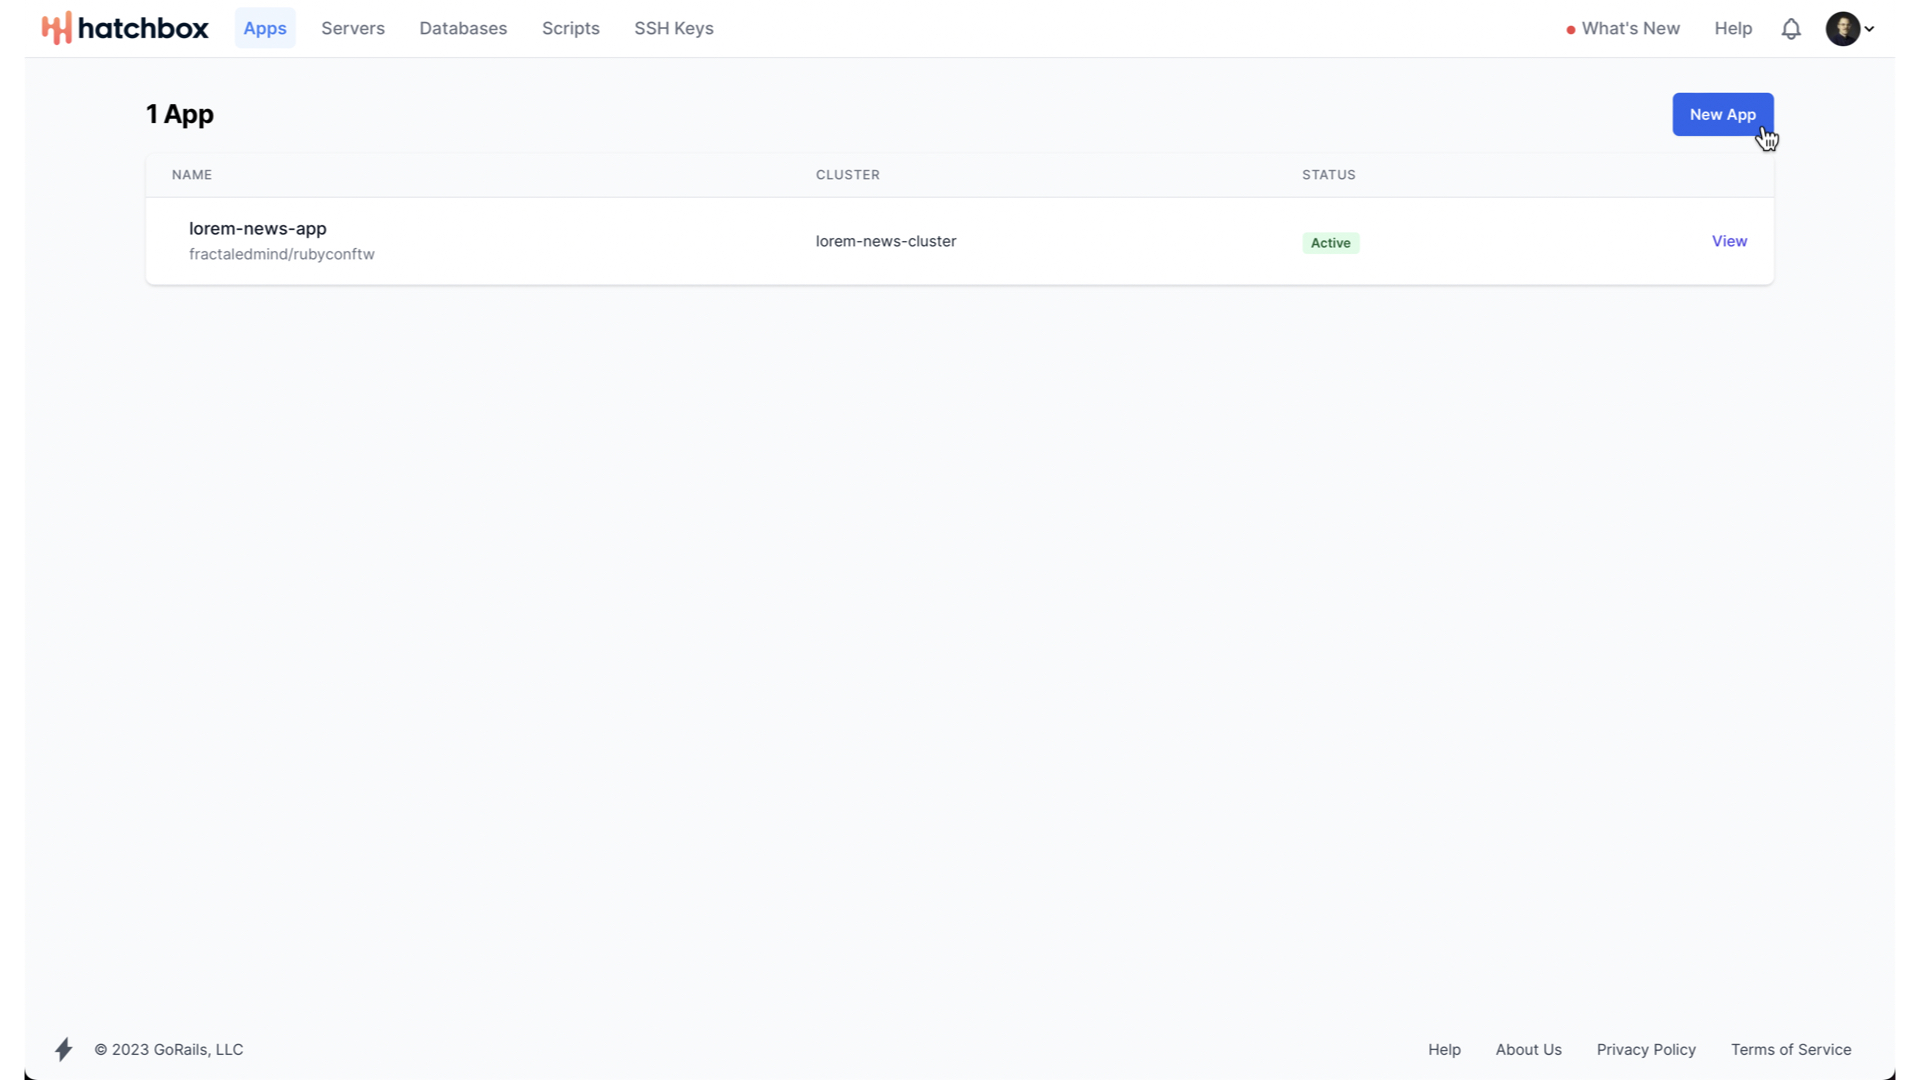 hatchbox Apps Servers Databases Scripts SSH Keys What's New Help
1 App New App
NAME CLUSTER STATUS
lorem-news-app
fractaledmind/rubyconftw
lorem-news-cluster Active View
© 2023 GoRails, LLC Help About Us Privacy Policy Terms of Service